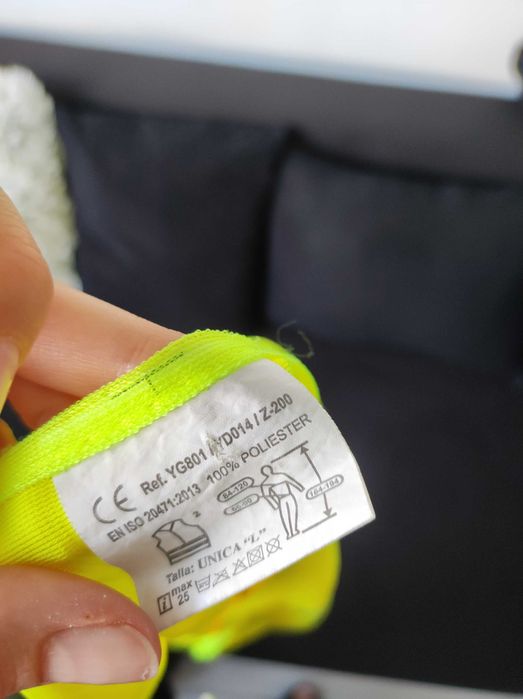 CE Ref. YG801 / YD014 / Z-200
EN ISO 20471:2013 100% POLIESTER
84-120
164-184
2
Talla: UNICA "L"
max
25